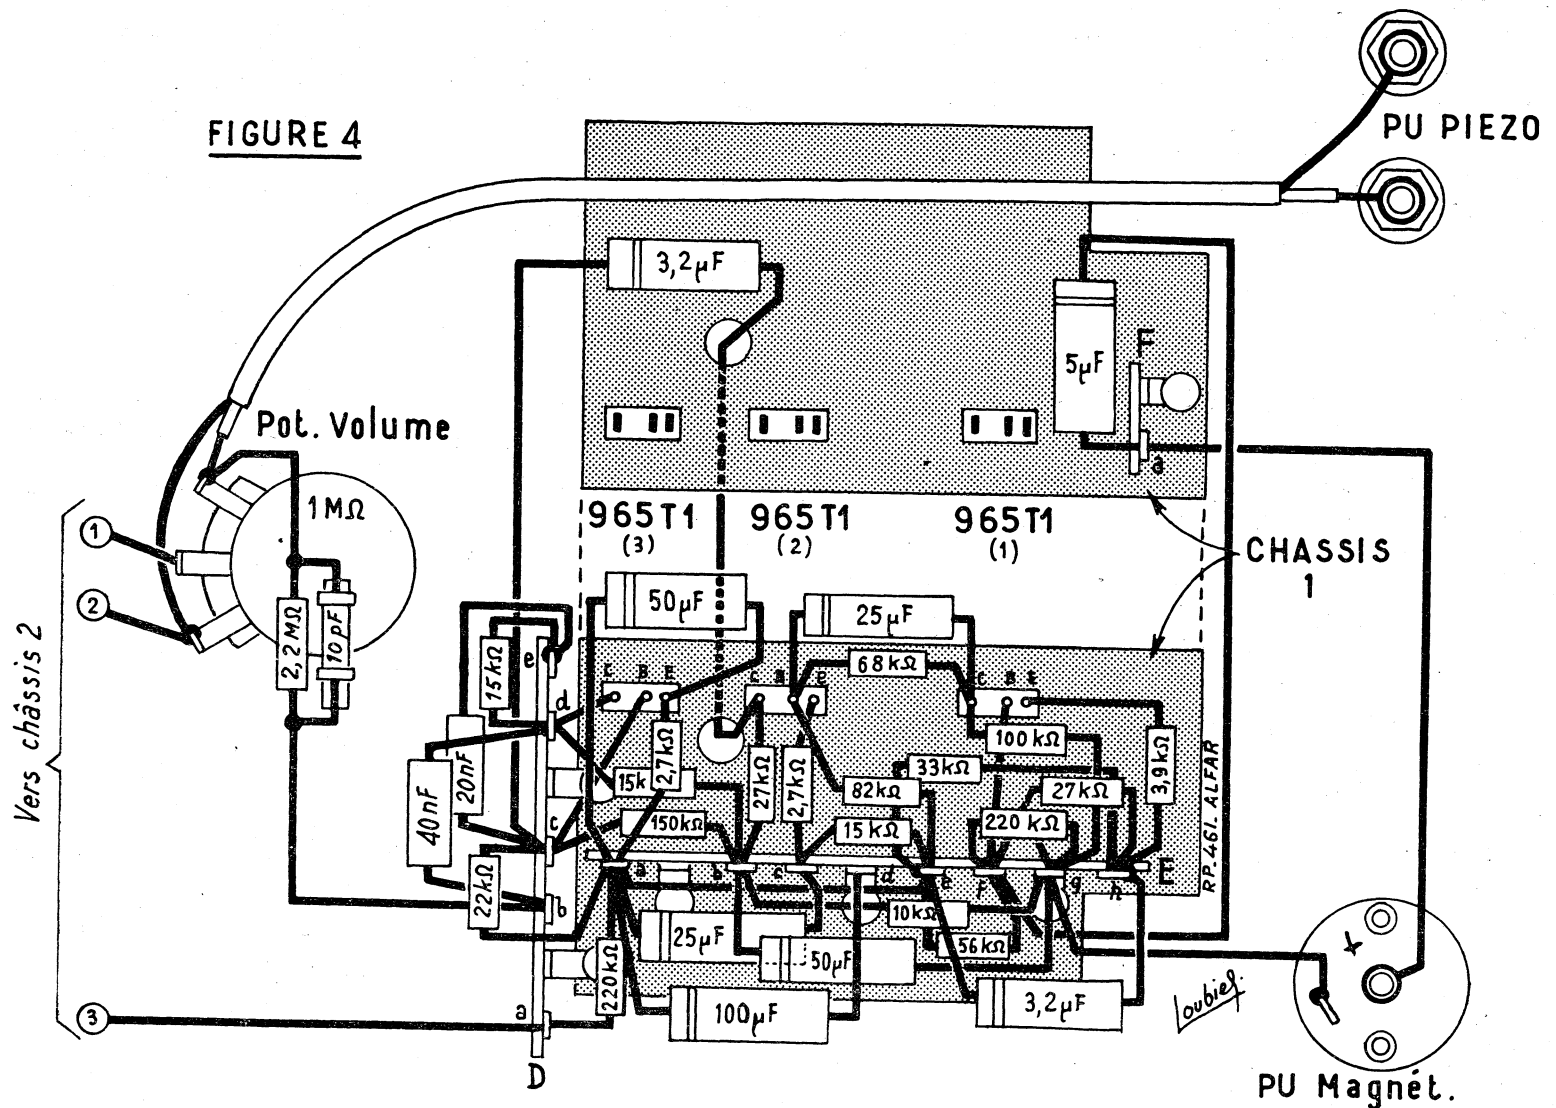 FIGURE 4
PU PIEZO
3,2µF
5µF
F
a
Pot. Volume
1MΩ
1
2
2,2MΩ
10pF
965T1
(3)
965T1
(2)
965T1
(1)
CHASSIS
1
50µF
25µF
68kΩ
Vers châssis 2
15kΩ
e
d
20nF
40nF
c
22kΩ
b
a
D
C B E
C B E
C B E
2,7kΩ
15k
27kΩ
2,7kΩ
100kΩ
33kΩ
82kΩ
27kΩ
3,9kΩ
150kΩ
15kΩ
220kΩ
a
b
c
d
e
f
g
h
E
RP.461. ALFAR
10kΩ
56kΩ
25µF
50µF
220kΩ
100µF
3,2µF
3
Loubief.
PU Magnét.